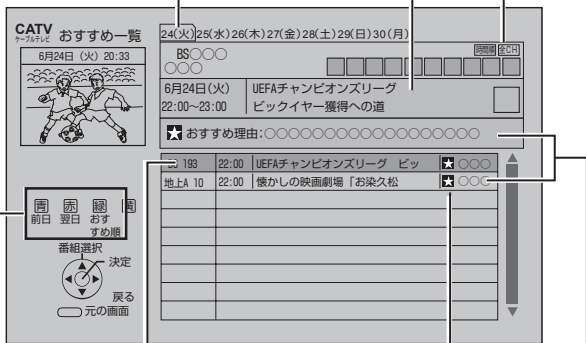 CATV
ケーブルテレビ
おすすめ一覧
6月24日（火）20:33
24(火)25(水)26(木)27(金)28(土)29(日)30(月)
BS○○○
○○○
時間順 全CH
6月24日(火)
22:00~23:00
UEFAチャンピオンズリーグ
ビックイヤー獲得への道
★おすすめ理由:○○○○○○○○○○○○○○○○○○
193 22:00 UEFAチャンピオンズリーグ ビッ ★○○○
地上A 10 22:00 懐かしの映画劇場「お染久松 ★○○○
青 赤 緑
前日 翌日 おす
すめ順
番組選択
決定
戻る
元の画面